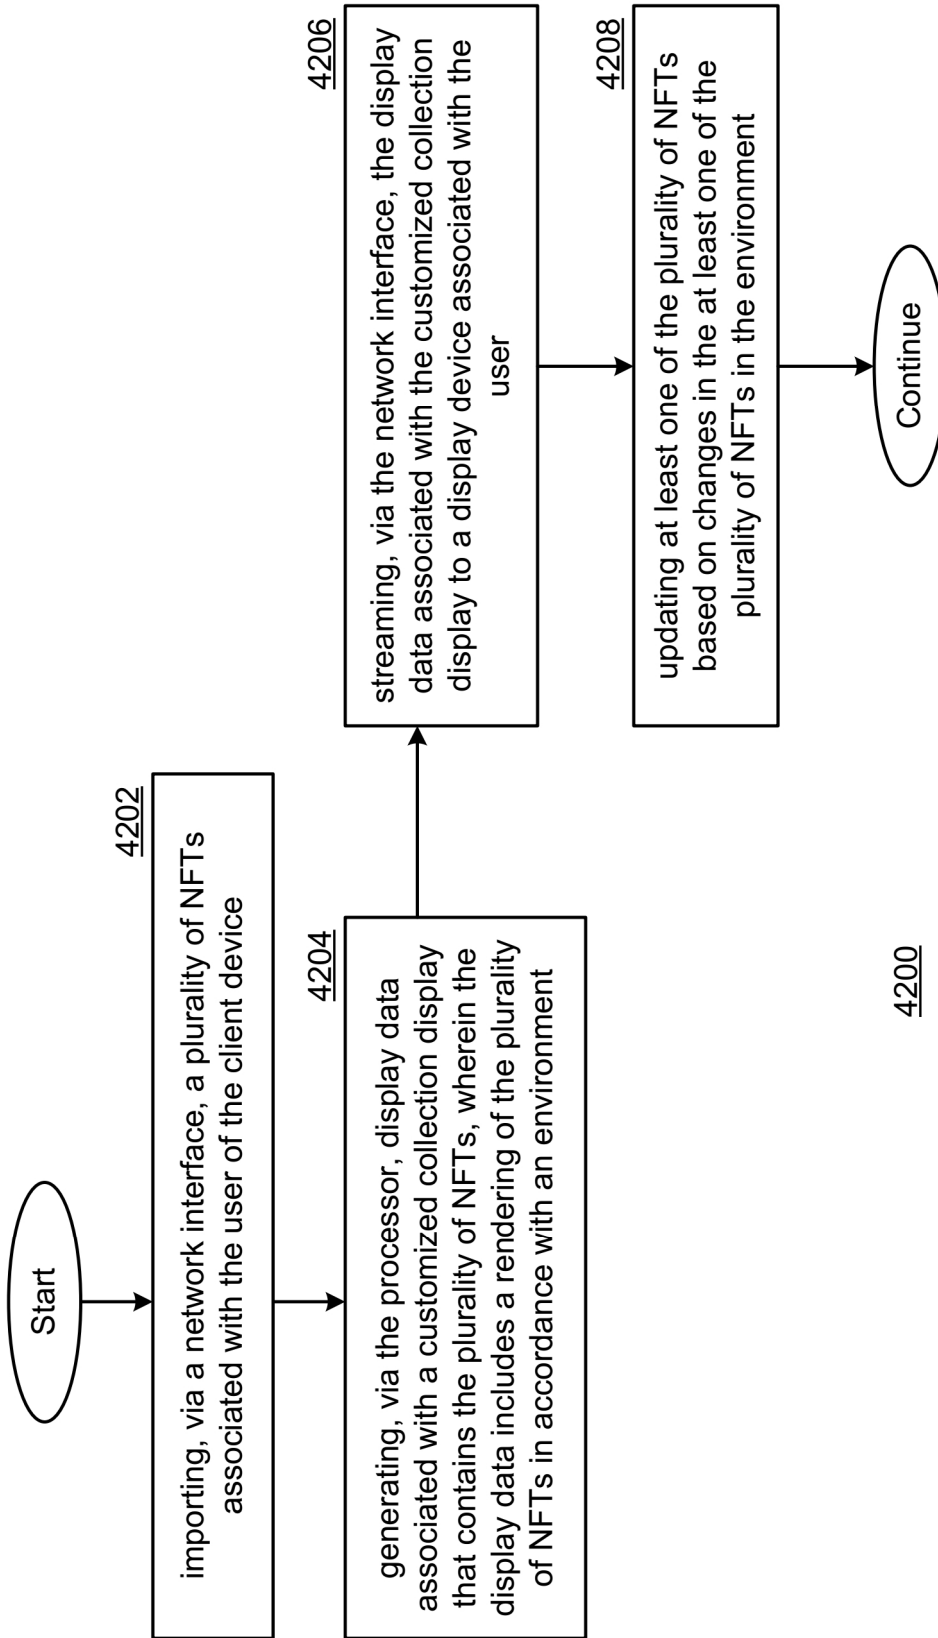 Start
4202
importing, via a network interface, a plurality of NFTs
associated with the user of the client device
4204
generating, via the processor, display data
associated with a customized collection display
that contains the plurality of NFTs, wherein the
display data includes a rendering of the plurality
of NFTs in accordance with an environment
4206
streaming, via the network interface, the display
data associated with the customized collection
display to a display device associated with the
user
4208
updating at least one of the plurality of NFTs
based on changes in the at least one of the
plurality of NFTs in the environment
Continue
4200